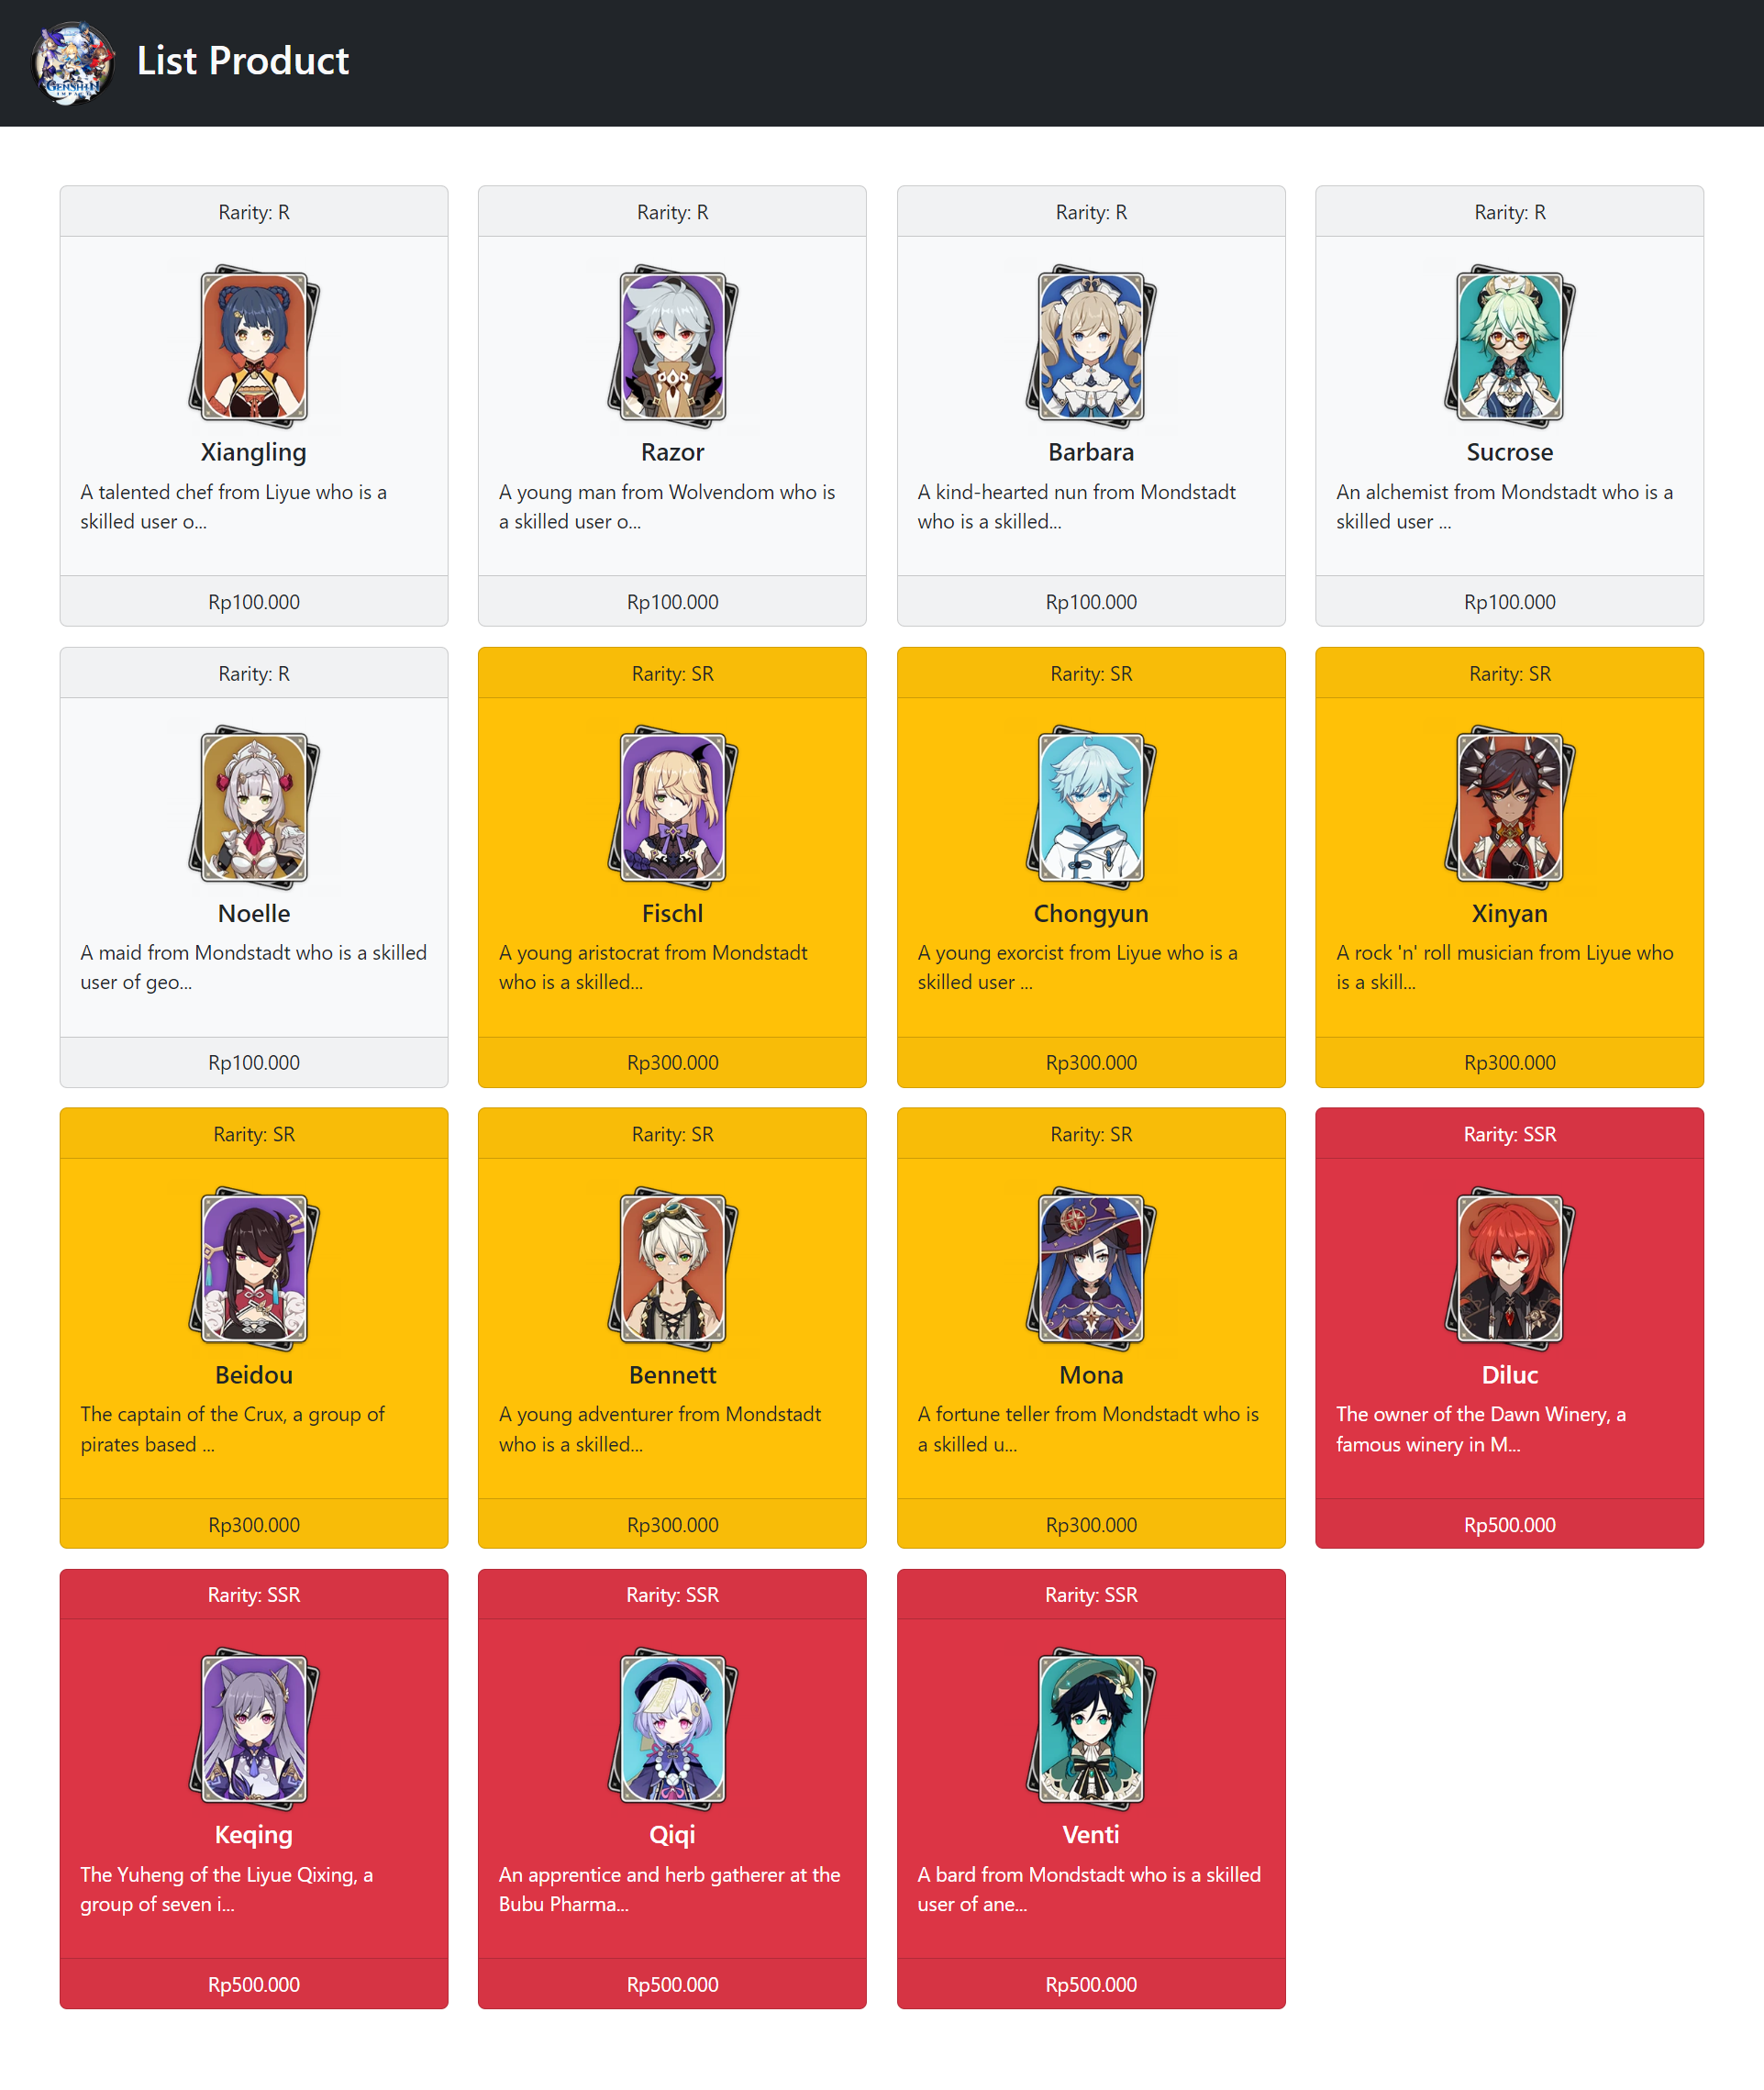 GENSHIN
IMPACT
List Product
Rarity: R
Xiangling
A talented chef from Liyue who is a
skilled user o...
Rp100.000
Rarity: R
Razor
A young man from Wolvendom who is
a skilled user o...
Rp100.000
Rarity: R
Barbara
A kind-hearted nun from Mondstadt
who is a skilled...
Rp100.000
Rarity: R
Sucrose
An alchemist from Mondstadt who is a
skilled user ...
Rp100.000
Rarity: R
Noelle
A maid from Mondstadt who is a skilled
user of geo...
Rp100.000
Rarity: SR
Fischl
A young aristocrat from Mondstadt
who is a skilled...
Rp300.000
Rarity: SR
Chongyun
A young exorcist from Liyue who is a
skilled user ...
Rp300.000
Rarity: SR
Xinyan
A rock 'n' roll musician from Liyue who
is a skill...
Rp300.000
Rarity: SR
Beidou
The captain of the Crux, a group of
pirates based ...
Rp300.000
Rarity: SR
Bennett
A young adventurer from Mondstadt
who is a skilled...
Rp300.000
Rarity: SR
Mona
A fortune teller from Mondstadt who is
a skilled u...
Rp300.000
Rarity: SSR
Diluc
The owner of the Dawn Winery, a
famous winery in M...
Rp500.000
Rarity: SSR
Keqing
The Yuheng of the Liyue Qixing, a
group of seven i...
Rp500.000
Rarity: SSR
Qiqi
An apprentice and herb gatherer at the
Bubu Pharma...
Rp500.000
Rarity: SSR
Venti
A bard from Mondstadt who is a skilled
user of ane...
Rp500.000